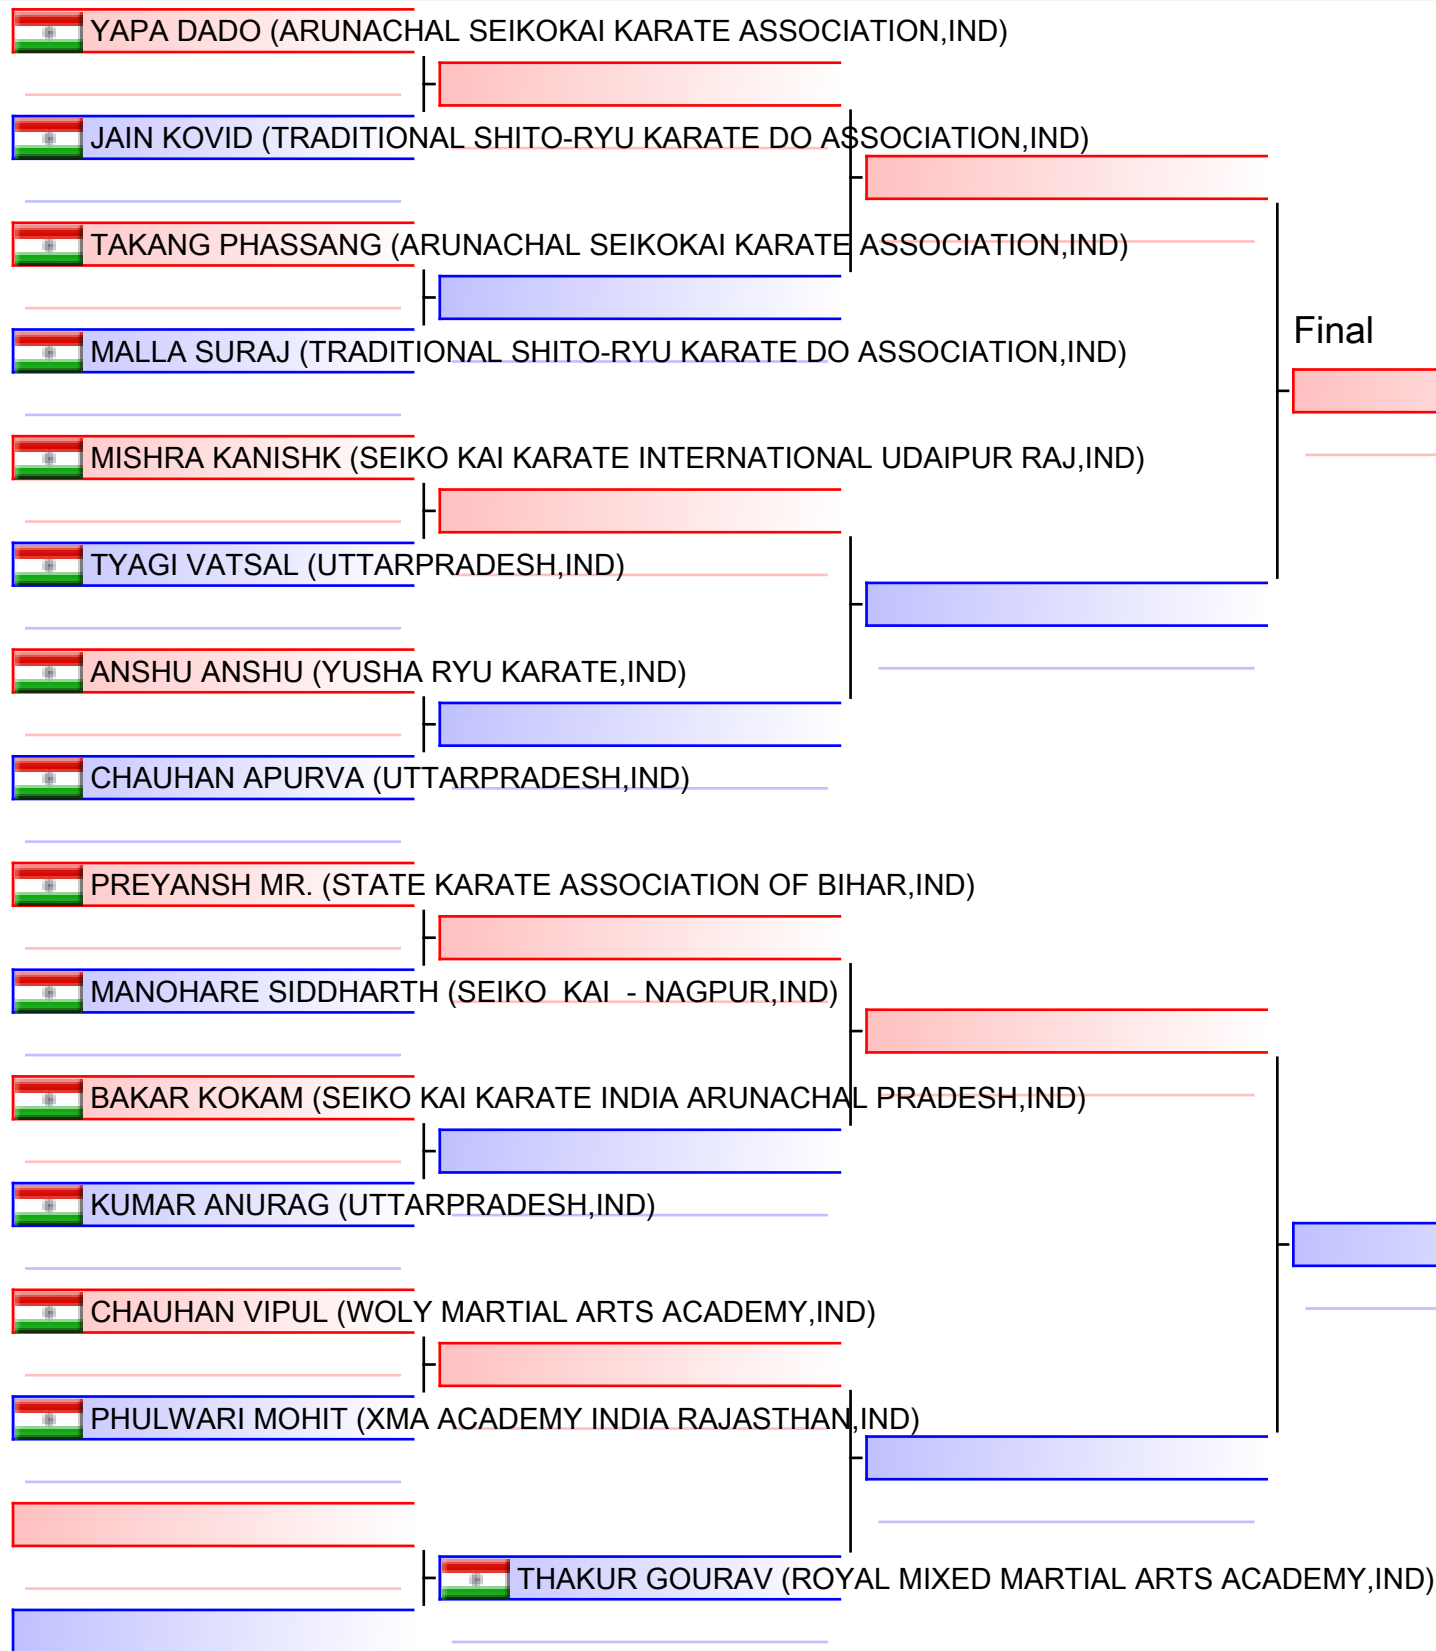 YAPA DADO (ARUNACHAL SEIKOKAI KARATE ASSOCIATION,IND)
JAIN KOVID (TRADITIONAL SHITO-RYU KARATE DO ASSOCIATION,IND)
TAKANG PHASSANG (ARUNACHAL SEIKOKAI KARATE ASSOCIATION,IND)
Final
MALLA SURAJ (TRADITIONAL SHITO-RYU KARATE DO ASSOCIATION,IND)
MISHRA KANISHK (SEIKO KAI KARATE INTERNATIONAL UDAIPUR RAJ,IND)
TYAGI VATSAL (UTTARPRADESH,IND)
ANSHU ANSHU (YUSHA RYU KARATE,IND)
CHAUHAN APURVA (UTTARPRADESH,IND)
PREYANSH MR. (STATE KARATE ASSOCIATION OF BIHAR,IND)
MANOHARE SIDDHARTH (SEIKO  KAI  - NAGPUR,IND)
BAKAR KOKAM (SEIKO KAI KARATE INDIA ARUNACHAL PRADESH,IND)
KUMAR ANURAG (UTTARPRADESH,IND)
CHAUHAN VIPUL (WOLY MARTIAL ARTS ACADEMY,IND)
PHULWARI MOHIT (XMA ACADEMY INDIA RAJASTHAN,IND)
THAKUR GOURAV (ROYAL MIXED MARTIAL ARTS ACADEMY,IND)